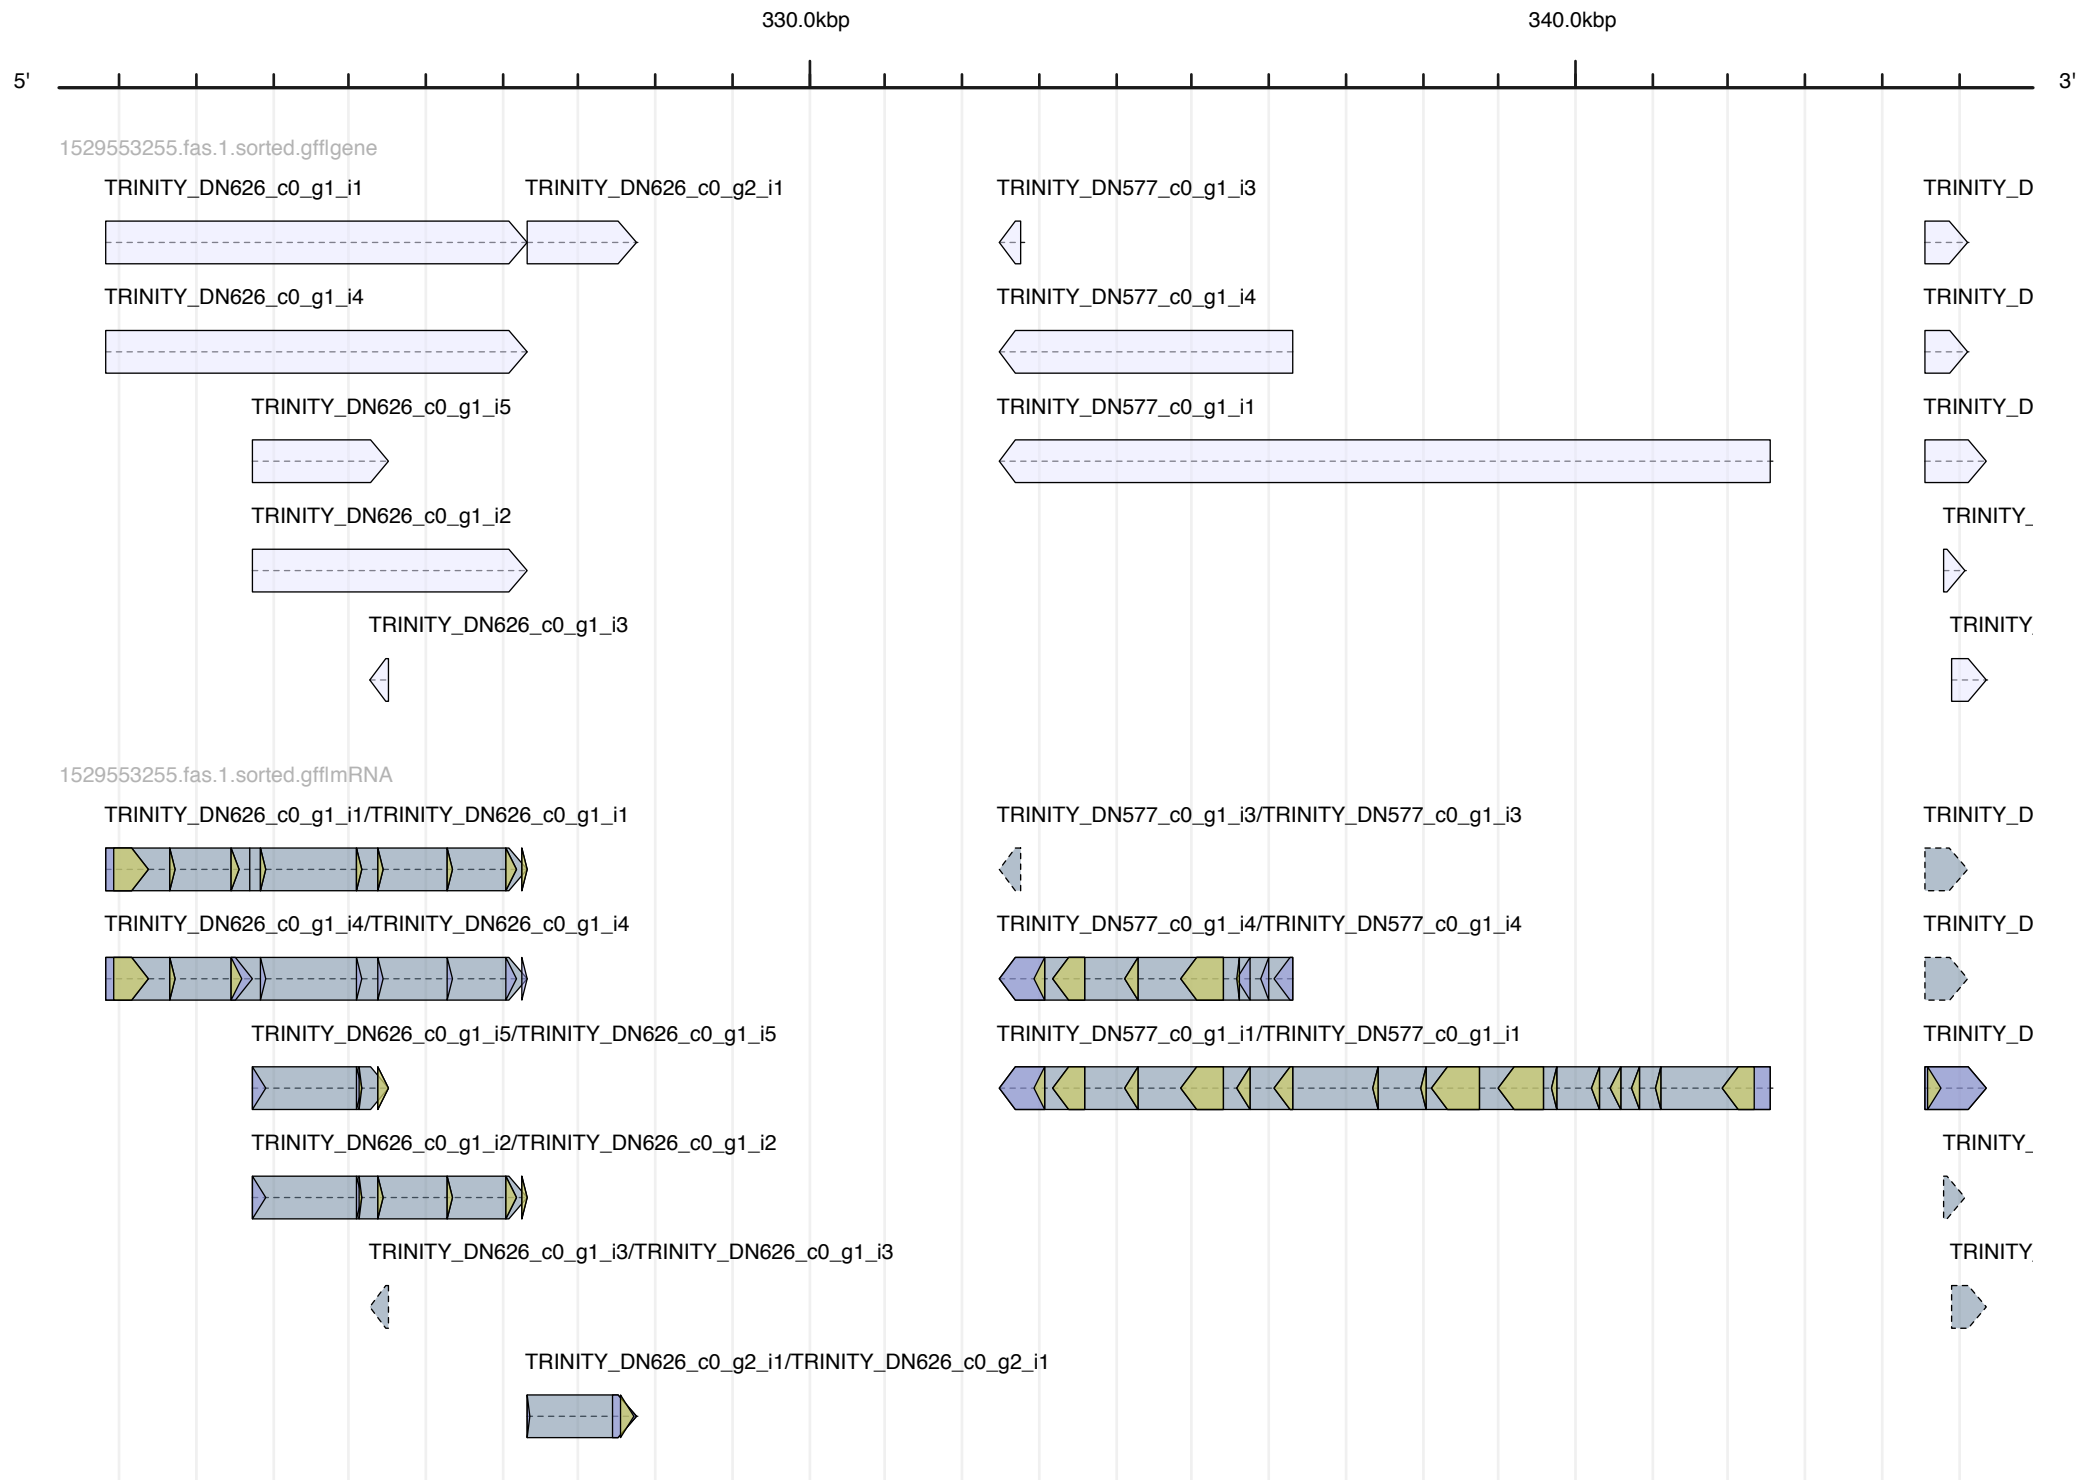 330.0kbp 340.0kbp
5' 3'
1529553255.fas.1.sorted.gff|gene
TRINITY_DN626_c0_g1_i1 TRINITY_DN626_c0_g2_i1 TRINITY_DN577_c0_g1_i3 TRINITY_D
TRINITY_DN626_c0_g1_i4 TRINITY_DN577_c0_g1_i4 TRINITY_D
TRINITY_DN626_c0_g1_i5 TRINITY_DN577_c0_g1_i1 TRINITY_D
TRINITY_DN626_c0_g1_i2 TRINITY_
TRINITY_DN626_c0_g1_i3 TRINITY_
1529553255.fas.1.sorted.gff|mRNA
TRINITY_DN626_c0_g1_i1/TRINITY_DN626_c0_g1_i1 TRINITY_DN577_c0_g1_i3/TRINITY_DN577_c0_g1_i3 TRINITY_D
TRINITY_DN626_c0_g1_i4/TRINITY_DN626_c0_g1_i4 TRINITY_DN577_c0_g1_i4/TRINITY_DN577_c0_g1_i4 TRINITY_D
TRINITY_DN626_c0_g1_i5/TRINITY_DN626_c0_g1_i5 TRINITY_DN577_c0_g1_i1/TRINITY_DN577_c0_g1_i1 TRINITY_D
TRINITY_DN626_c0_g1_i2/TRINITY_DN626_c0_g1_i2 TRINITY_
TRINITY_DN626_c0_g1_i3/TRINITY_DN626_c0_g1_i3 TRINITY_
TRINITY_DN626_c0_g2_i1/TRINITY_DN626_c0_g2_i1